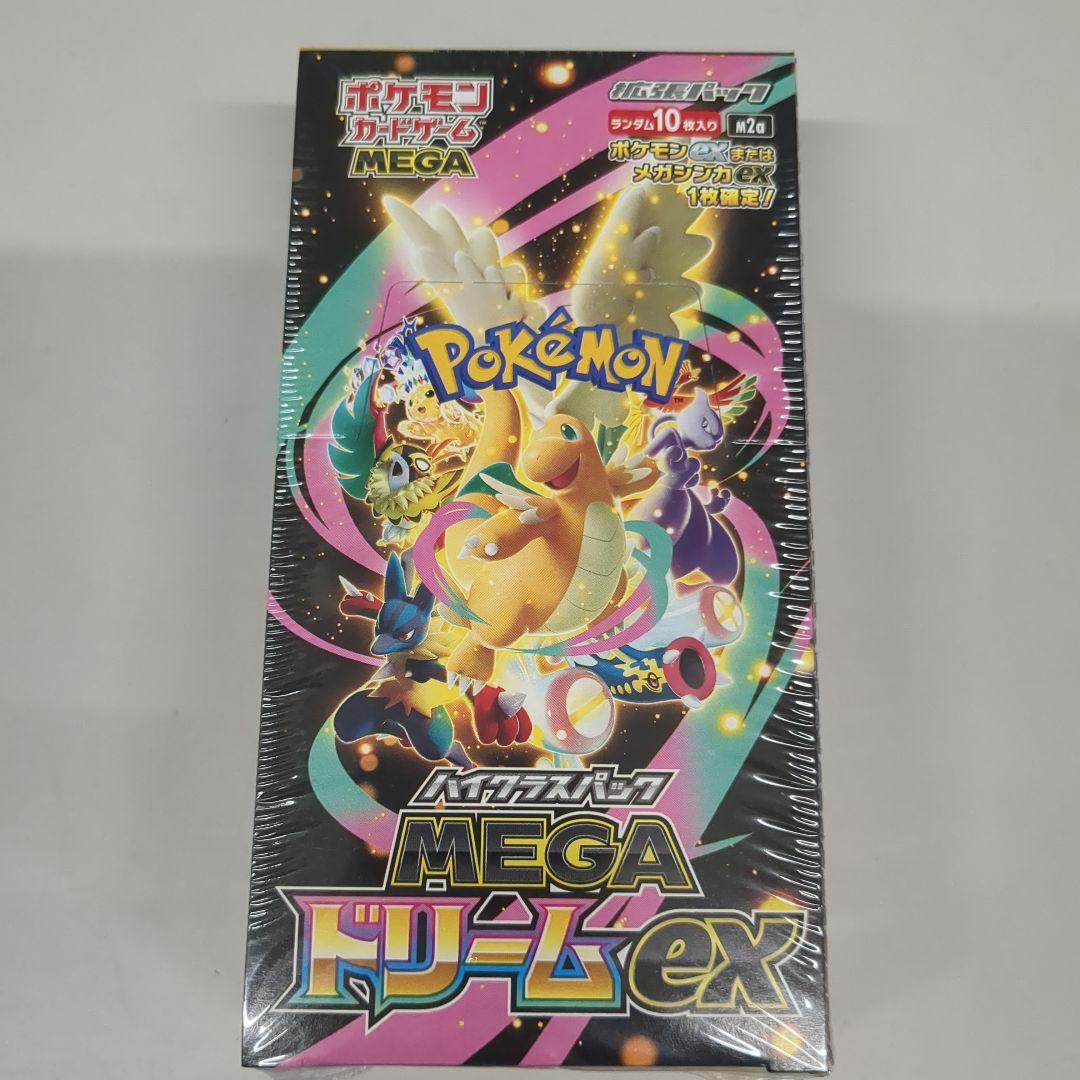 ポケモン
カードゲーム™
MEGA
拡張パック
ランダム10枚入り
M2a
ポケモンexまたは
メガシンカex
1枚確定!
POKÉMON
TM
ハイクラスパック
MEGA
ドリームex